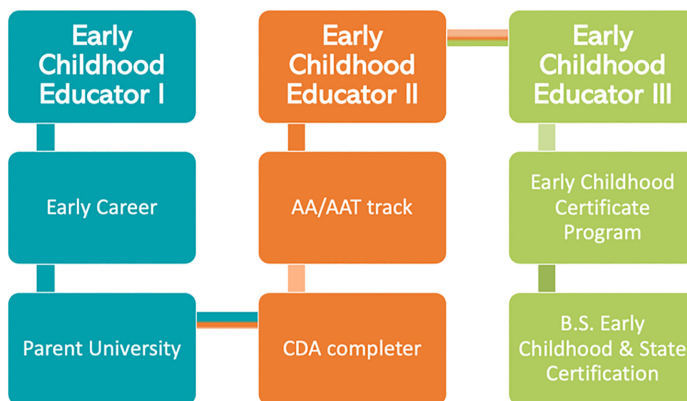 Early
Childhood
Educator I
Early Career
Parent University
Early
Childhood
Educator II
AA/AAT track
CDA completer
Early
Childhood
Educator III
Early Childhood
Certificate
Program
B.S. Early
Childhood & State
Certification